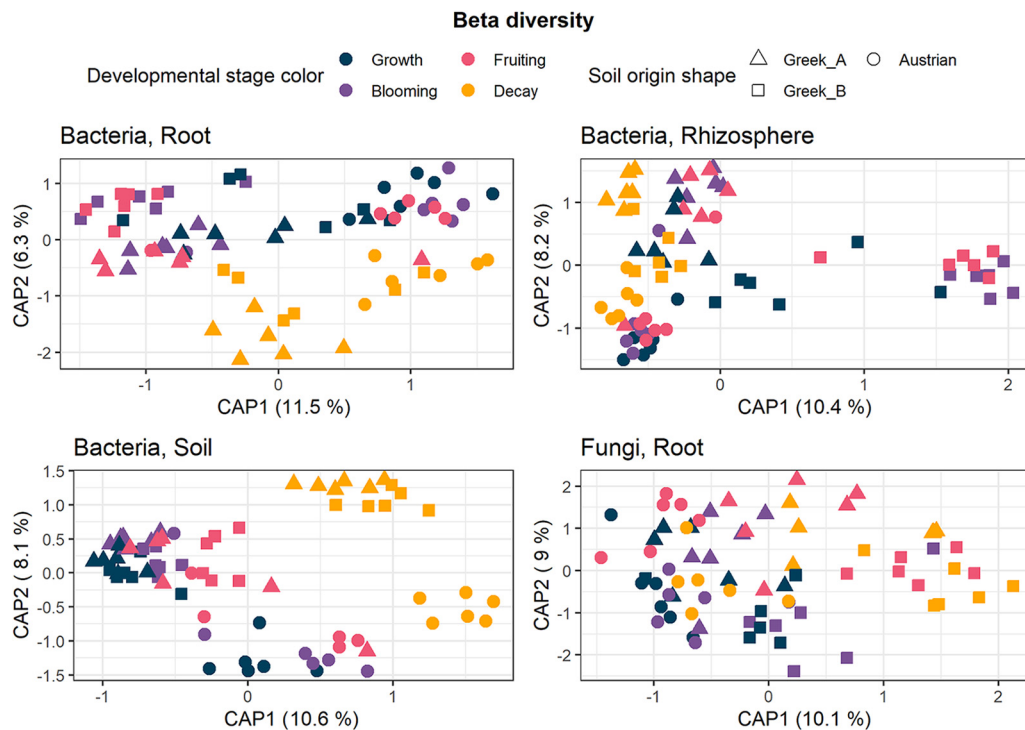 Beta diversity
Developmental stage color
Growth
Fruiting
Blooming
Decay
Soil origin shape
Greek_A
Austrian
Greek_B
Bacteria, Root
CAP2 (6.3 %)
1
0
-1
-2
-1
0
1
CAP1 (11.5 %)
Bacteria, Rhizosphere
CAP2 (8.2 %)
1
0
-1
0
1
2
CAP1 (10.4 %)
Bacteria, Soil
CAP2 ( 8.1 %)
1.5
1.0
0.5
0.0
-0.5
-1.0
-1.5
-1
0
1
CAP1 (10.6 %)
Fungi, Root
CAP2 ( 9 %)
2
1
0
-1
-2
-1
0
1
2
CAP1 (10.1 %)